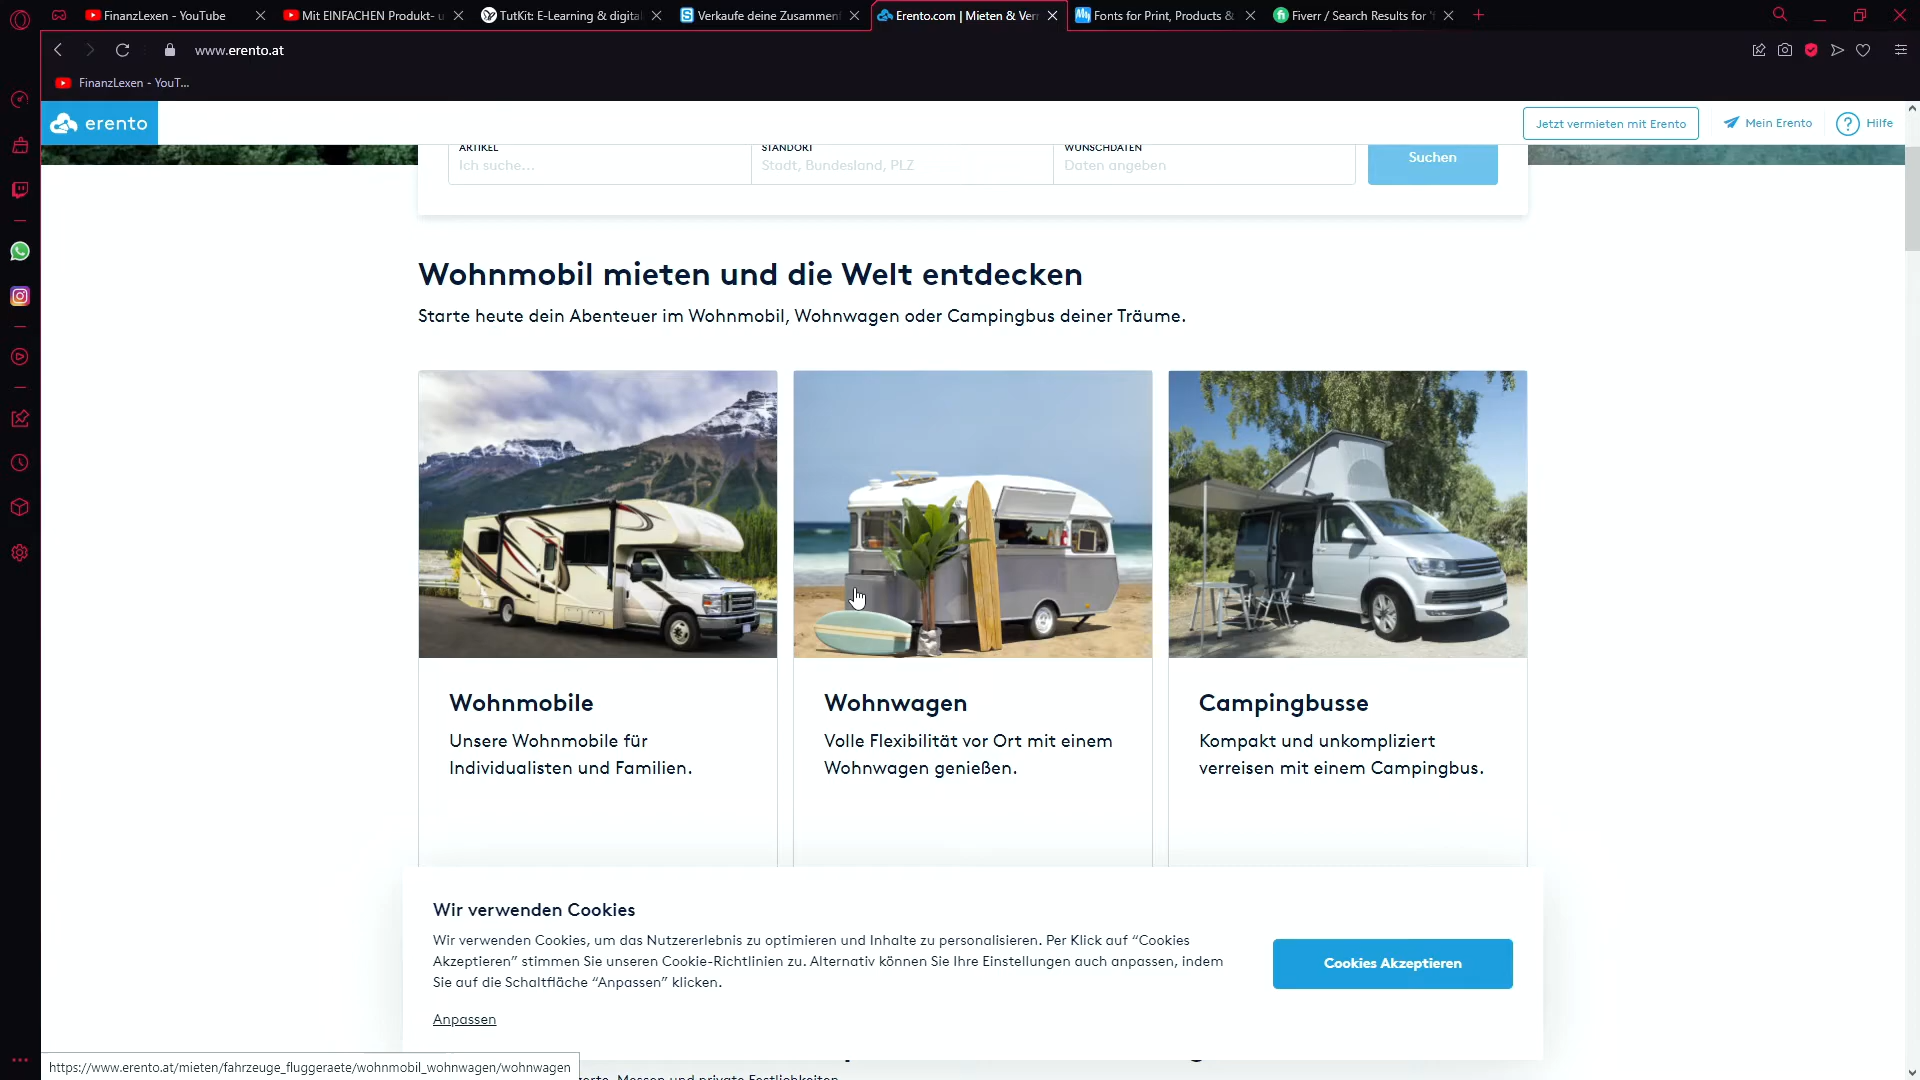 FinanzLexen - YouTube
Mit EINFACHEN Produkt- u
TutKit: E-Learning & digita
Verkaufe deine Zusammen
Erento.com | Mieten & Ver
Fonts for Print, Products &
Fiverr / Search Results for
www.erento.at
FinanzLexen - YouT...
erento
Jetzt vermieten mit Erento
Mein Erento
Hilfe
ARTIKEL
STANDORT
WUNSCHDATEN
Ich suche...
Stadt, Bundesland, PLZ
Daten angeben
Suchen
Wohnmobil mieten und die Welt entdecken
Starte heute dein Abenteuer im Wohnmobil, Wohnwagen oder Campingbus deiner Träume.
Wohnmobile
Unsere Wohnmobile für
Individualisten und Familien.
Wohnwagen
Volle Flexibilität vor Ort mit einem
Wohnwagen genießen.
Campingbusse
Kompakt und unkompliziert
verreisen mit einem Campingbus.
Wir verwenden Cookies
Wir verwenden Cookies, um das Nutzererlebnis zu optimieren und Inhalte zu personalisieren. Per Klick auf “Cookies
Akzeptieren” stimmen Sie unseren Cookie-Richtlinien zu. Alternativ können Sie Ihre Einstellungen auch anpassen, indem
Sie auf die Schaltfläche “Anpassen” klicken.
Anpassen
Cookies Akzeptieren
https://www.erento.at/mieten/fahrzeuge_fluggeraete/wohnmobil_wohnwagen/wohnwagen
Messen und private Festlichkeiten